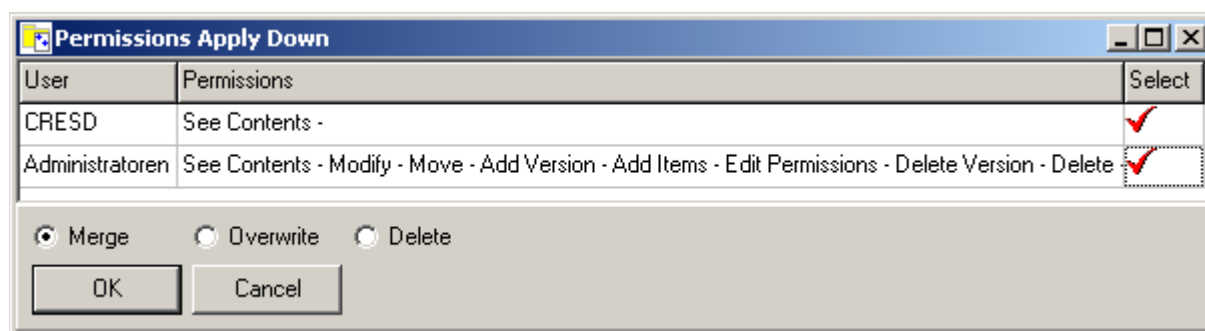 Permissions Apply Down
User Permissions Select
CRESD See Contents -
Administratoren See Contents - Modify - Move - Add Version - Add Items - Edit Permissions - Delete Version - Delete -
Merge Overwrite Delete
OK Cancel